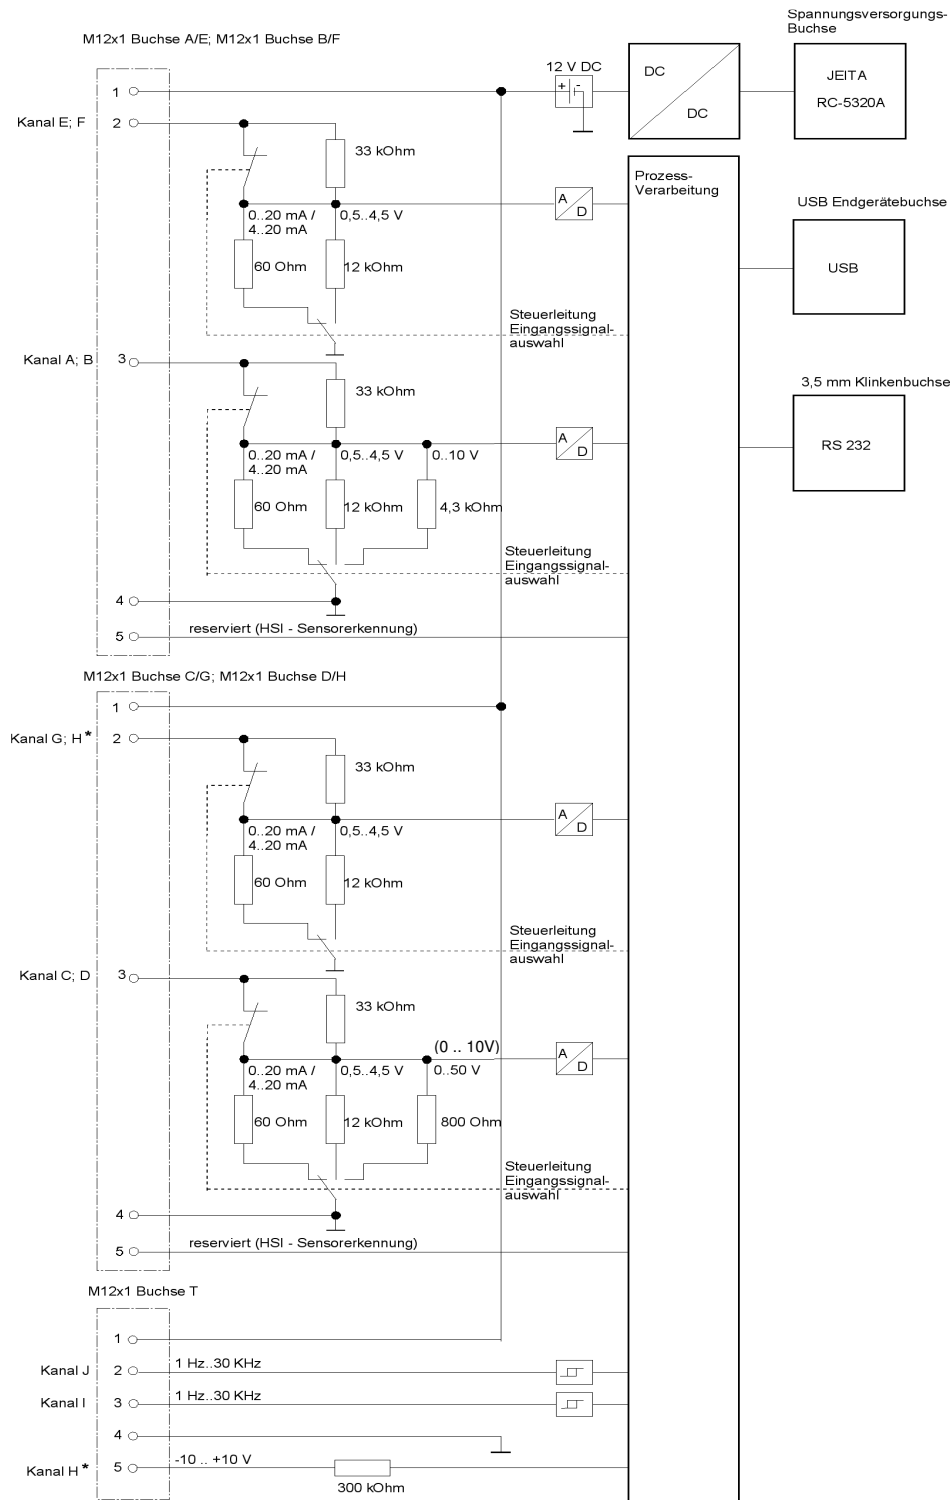 Spannungsversorgungs-
Buchse
M12x1 Buchse A/E; M12x1 Buchse B/F
12 V DC
+ -
DC
DC
JEITA
RC-5320A
1
Kanal E; F
2
33 kOhm
Prozess-
Verarbeitung
0..20 mA /
4..20 mA
0,5..4,5 V
A
D
USB Endgerätebuchse
60 Ohm
12 kOhm
USB
Steuerleitung
Eingangssignal-
auswahl
Kanal A; B
3
33 kOhm
3,5 mm Klinkenbuchse
0..20 mA /
4..20 mA
0,5..4,5 V
0..10 V
A
D
RS 232
60 Ohm
12 kOhm
4,3 kOhm
Steuerleitung
Eingangssignal-
auswahl
4
5
reserviert (HSI - Sensorerkennung)
M12x1 Buchse C/G; M12x1 Buchse D/H
1
Kanal G; H *
2
33 kOhm
0..20 mA /
4..20 mA
0,5..4,5 V
A
D
60 Ohm
12 kOhm
Steuerleitung
Eingangssignal-
auswahl
Kanal C; D
3
33 kOhm
(0 .. 10V)
0..20 mA /
4..20 mA
0,5..4,5 V
0..50 V
A
D
60 Ohm
12 kOhm
800 Ohm
Steuerleitung
Eingangssignal-
auswahl
4
5
reserviert (HSI - Sensorerkennung)
M12x1 Buchse T
1
Kanal J
2
1 Hz..30 KHz
Kanal I
3
1 Hz..30 KHz
4
Kanal H *
5
-10 .. +10 V
300 kOhm